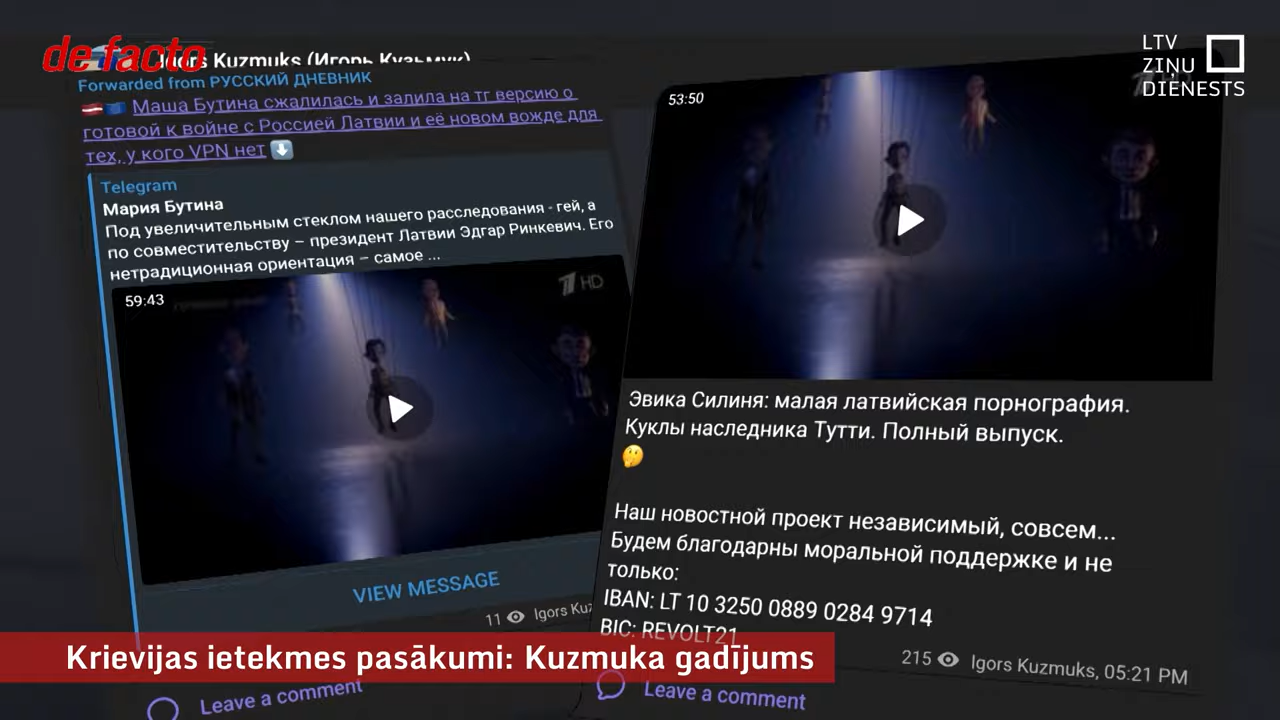 de facto
LTV
ZIŅU
DIENESTS
Igors Kuzmuks (Игорь Кузьмук)
Forwarded from РУССКИЙ ДНЕВНИК
Маша Бутина сжалилась и залила на тг версию о
готовой к войне с Россией Латвии и её новом вожде для
тех, у кого VPN нет
Telegram
Мария Бутина
Под увеличительным стеклом нашего расследования - гей, а
по совместительству – президент Латвии Эдгар Ринкевич. Его
нетрадиционная ориентация – самое ...
59:43
HD
VIEW MESSAGE
11 Igors Kuz
Leave a comment
53:50
Эвика Силиня: малая латвийская порнография.
Куклы наследника Тутти. Полный выпуск.
Наш новостной проект независимый, совсем...
Будем благодарны моральной поддержке и не
только:
IBAN: LT 10 3250 0889 0284 9714
BIC: REVOLT21
215 Igors Kuzmuks, 05:21 PM
Leave a comment
Krievijas ietekmes pasākumi: Kuzmuka gadījums